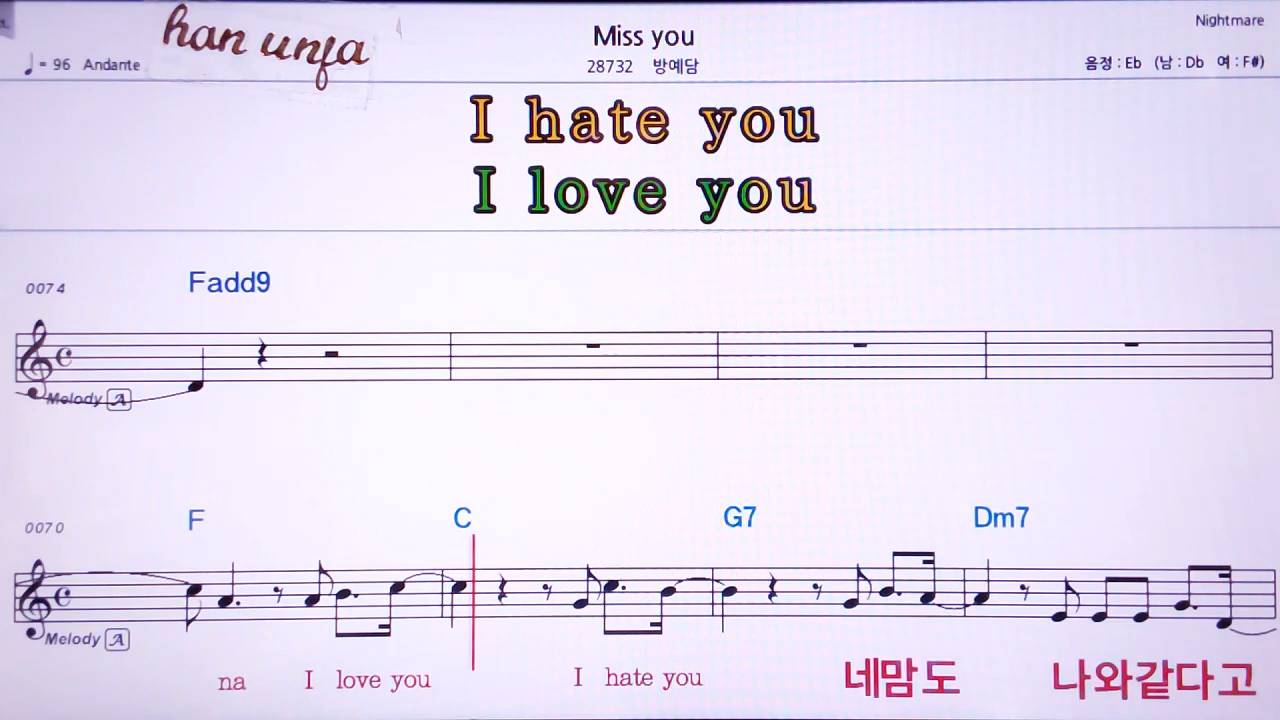 han unja
Miss you
Nightmare
♩= 96 Andante
28732 방예담
음정 : Eb (남 : Db 여 : F#)
I hate you
I love you
0074
Fadd9
Melody A
0070
F C G7 Dm7
Melody A
na I love you I hate you 네맘도 나와같다고